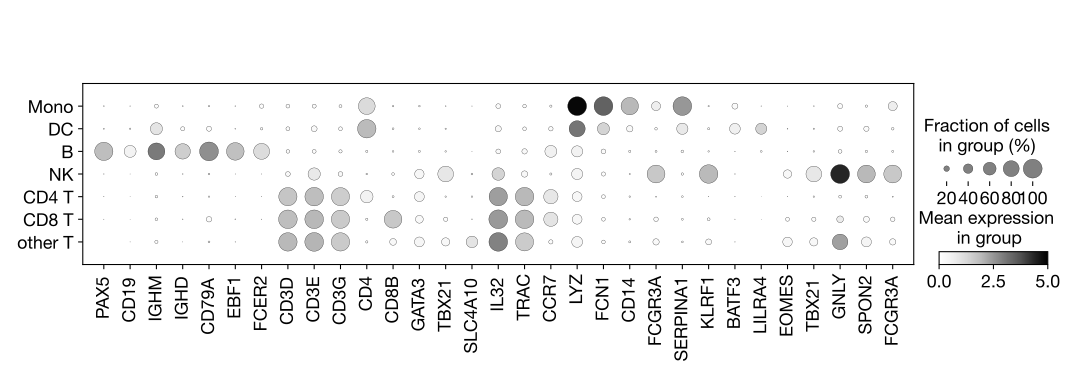 Mono
DC
B
NK
CD4 T
CD8 T
other T
PAX5
CD19
IGHM
IGHD
CD79A
EBF1
FCER2
CD3D
CD3E
CD3G
CD4
CD8B
GATA3
TBX21
SLC4A10
IL32
TRAC
CCR7
LYZ
FCN1
CD14
FCGR3A
SERPINA1
KLRF1
BATF3
LILRA4
EOMES
TBX21
GNLY
SPON2
FCGR3A
Fraction of cells
in group (%)
20 40 60 80 100
Mean expression
in group
0.0 2.5 5.0